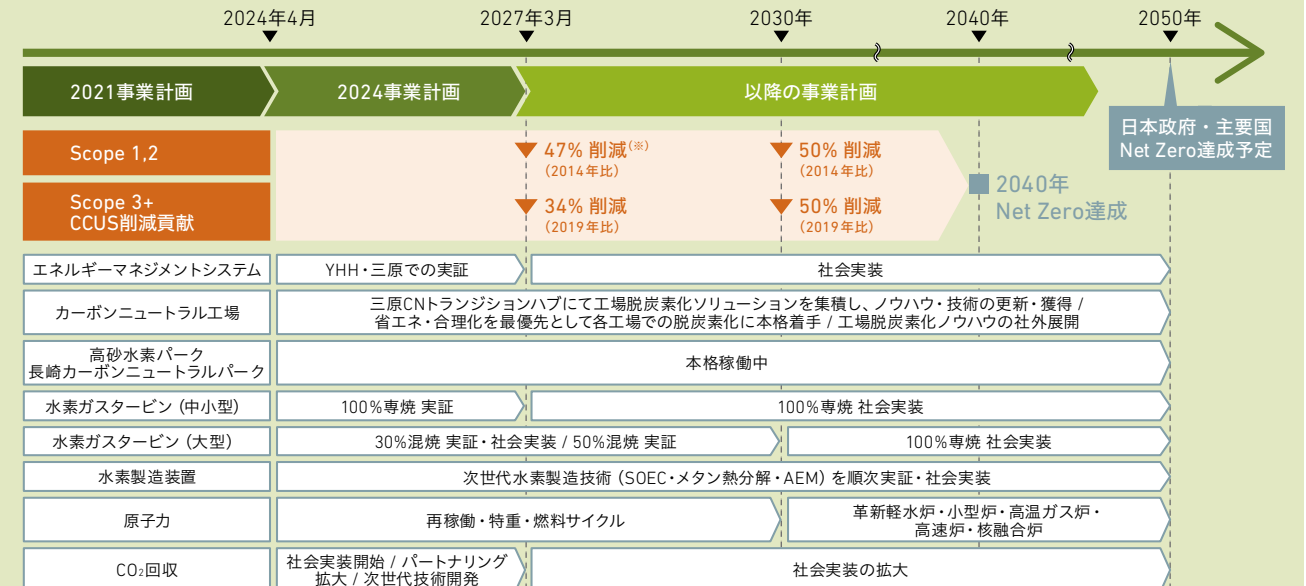 2024年4月
2027年3月
2030年
2040年
2050年
2021事業計画
2024事業計画
以降の事業計画
日本政府・主要国
Net Zero達成予定
Scope 1,2
47% 削減(※)
(2014年比)
50% 削減
(2014年比)
Scope 3+
CCUS削減貢献
34% 削減
(2019年比)
50% 削減
(2019年比)
2040年
Net Zero達成
エネルギーマネジメントシステム
YHH・三原での実証
社会実装
カーボンニュートラル工場
三原CNトランジションハブにて工場脱炭素化ソリューションを集積し、ノウハウ・技術の更新・獲得 /
省エネ・合理化を最優先として各工場での脱炭素化に本格着手 / 工場脱炭素化ノウハウの社外展開
高砂水素パーク
長崎カーボンニュートラルパーク
本格稼働中
水素ガスタービン (中小型)
100%専焼 実証
100%専焼 社会実装
水素ガスタービン (大型)
30%混焼 実証・社会実装 / 50%混焼 実証
100%専焼 社会実装
水素製造装置
次世代水素製造技術 (SOEC・メタン熱分解・AEM) を順次実証・社会実装
原子力
再稼働・特重・燃料サイクル
革新軽水炉・小型炉・高温ガス炉・
高速炉・核融合炉
CO₂回収
社会実装開始 / パートナリング
拡大 / 次世代技術開発
社会実装の拡大